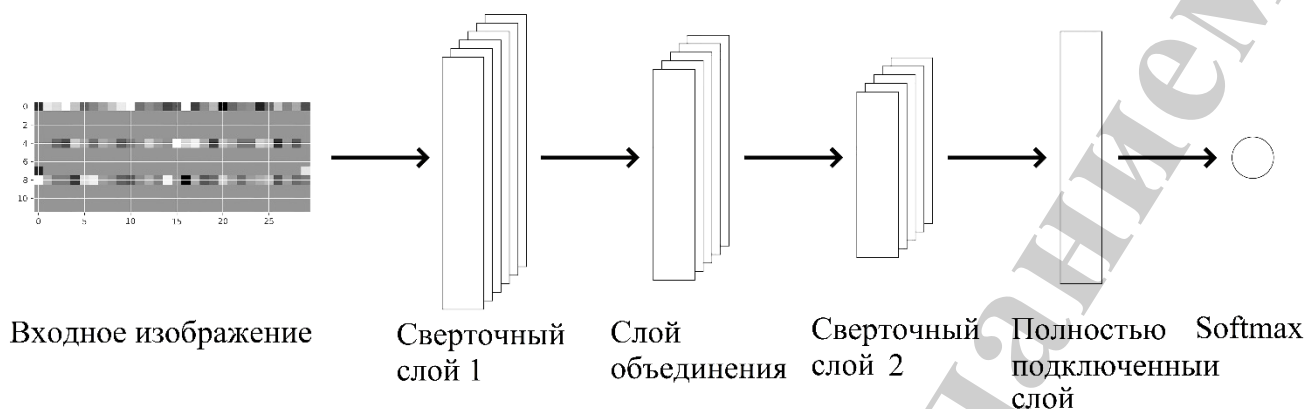 0
2
4
6
8
10
0 5 10 15 20 25
Входное изображение
Сверточный
слой 1
Слой
объединения
Сверточный
слой 2
Полностью
подключенный
слой
Softmax